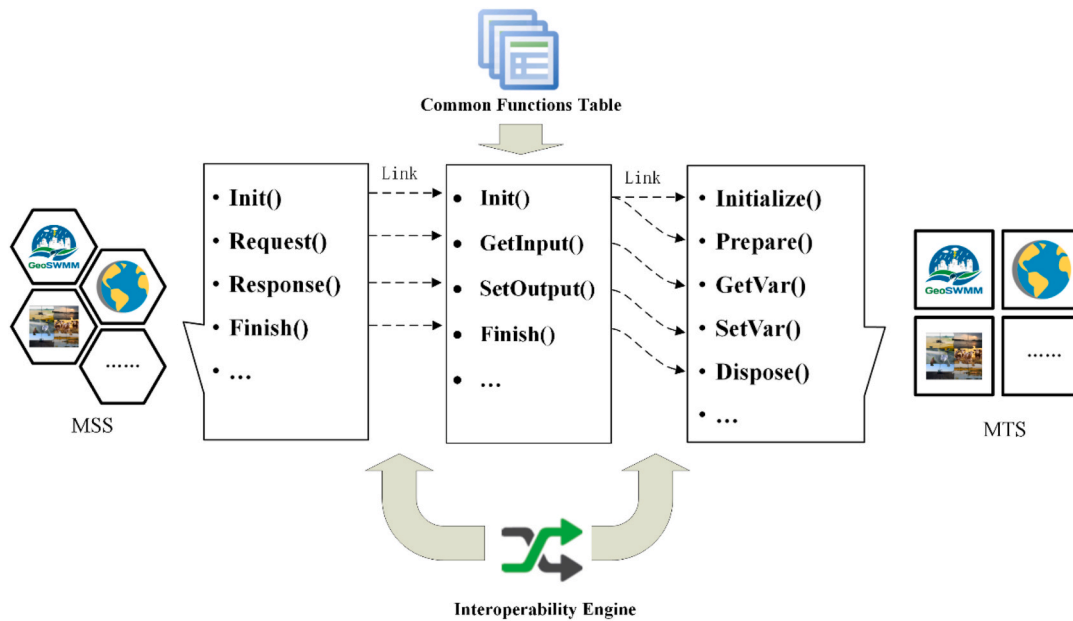 Common Functions Table
Link
• Init()
• Request()
• Response()
• Finish()
• ...
• Init()
• GetInput()
• SetOutput()
• Finish()
• ...
Link
• Initialize()
• Prepare()
• GetVar()
• SetVar()
• Dispose()
• ...
GeoSWMM
......
MSS
GeoSWMM
......
MTS
Interoperability Engine